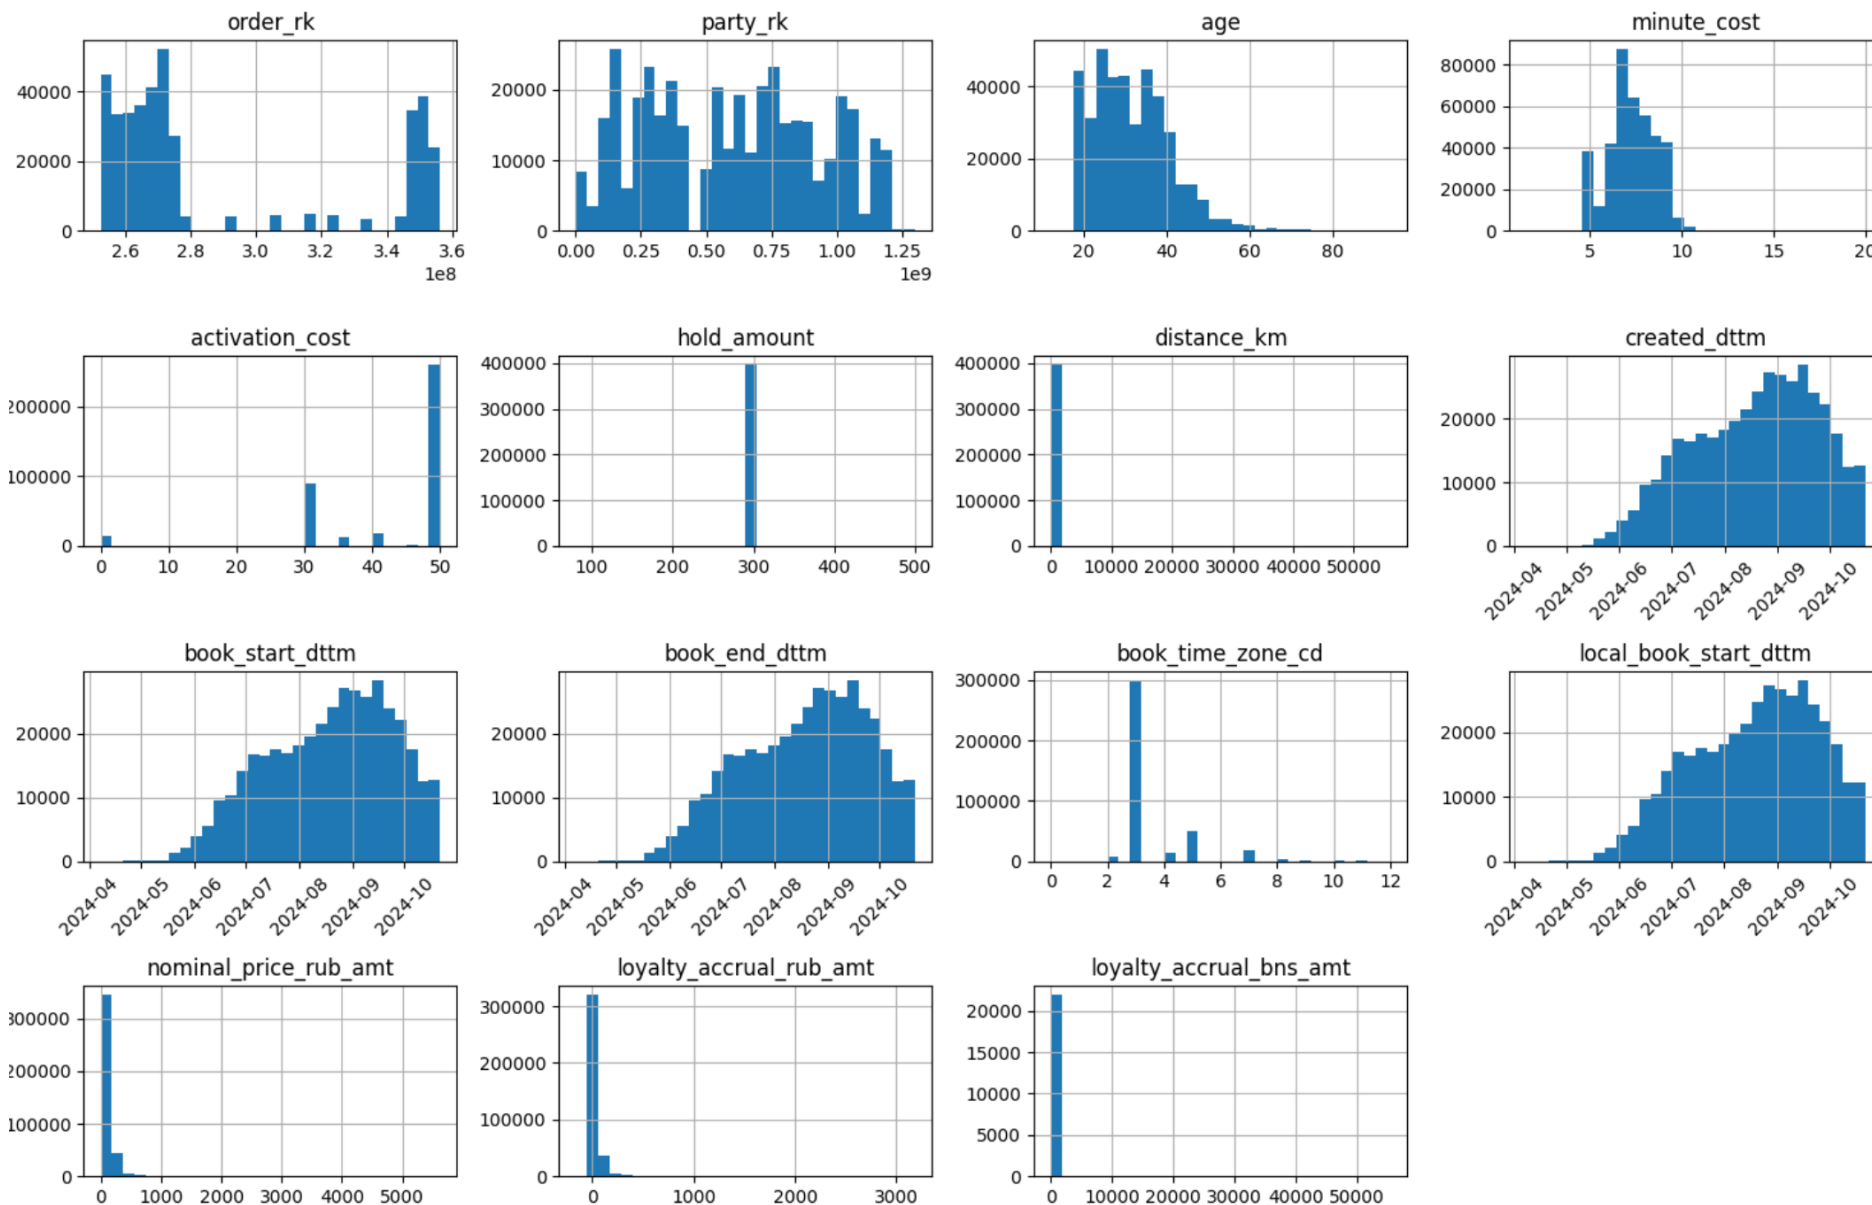 order_rk party_rk age minute_cost
40000 20000 40000 80000
60000
20000 10000 20000 40000
20000
0 0 0 0
2.6 2.8 3.0 3.2 3.4 3.6 0.00 0.25 0.50 0.75 1.00 1.25 20 40 60 80 5 10 15
1e8 1e9
activation_cost hold_amount distance_km created_dttm
400000 400000
200000 300000 300000 20000
100000 200000 200000 10000
100000 100000
0 0 0 0
0 10 20 30 40 50 100 200 300 400 500 0 10000 20000 30000 40000 50000
2024-04 2024-05 2024-06 2024-07 2024-08 2024-09 2024-10
book_start_dttm book_end_dttm book_time_zone_cd local_book_start_dttm
300000
20000 20000 200000 20000
10000 10000 100000 10000
0 0 0 0
2024-04 2024-05 2024-06 2024-07 2024-08 2024-09 2024-10 2024-04 2024-05 2024-06 2024-07 2024-08 2024-09 2024-10 0 2 4 6 8 10 12 2024-04 2024-05 2024-06 2024-07 2024-08 2024-09 2024-10
nominal_price_rub_amt loyalty_accrual_rub_amt loyalty_accrual_bns_amt
300000 300000 20000
200000 200000 15000
10000
100000 100000 5000
0 0 0
0 1000 2000 3000 4000 5000 0 1000 2000 3000 0 10000 20000 30000 40000 50000